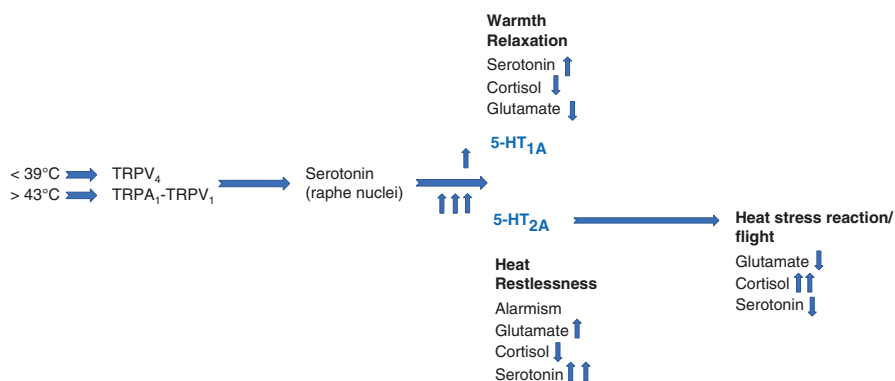 Warmth
Relaxation
Serotonin
Cortisol
Glutamate
5-HT1A
< 39°C
TRPV4
> 43°C
TRPA1-TRPV1
Serotonin
(raphe nuclei)
5-HT2A
Heat
Restlessness
Alarmism
Glutamate
Cortisol
Serotonin
Heat stress reaction/
flight
Glutamate
Cortisol
Serotonin